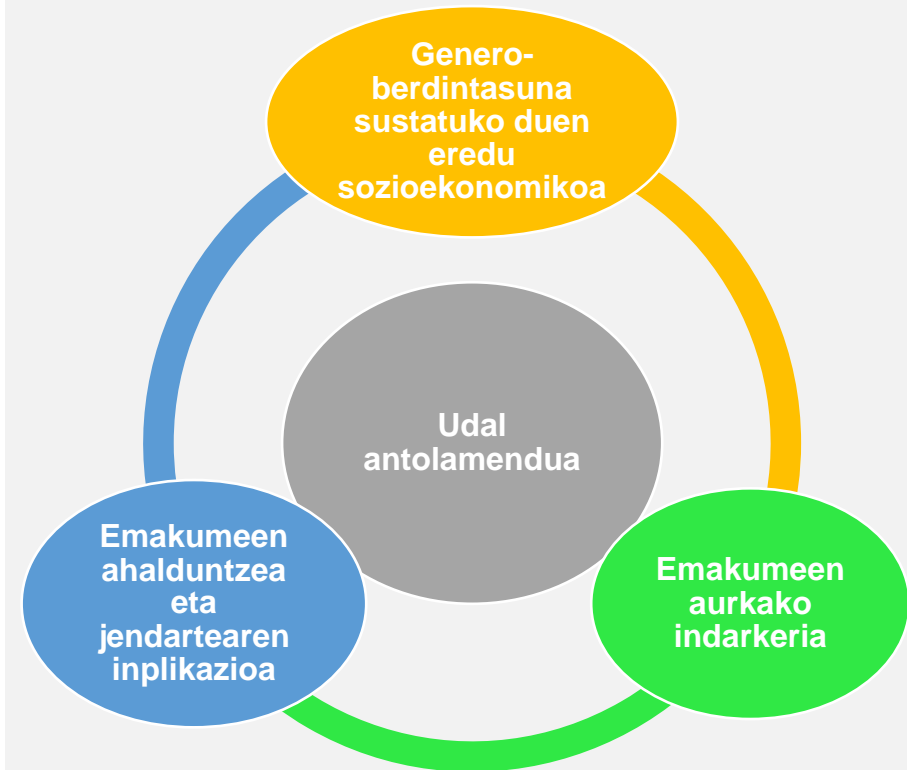 Genero-
berdintasuna
sustatuko duen
eredu
sozioekonomikoa
Udal
antolamendua
Emakumeen
ahalduntzea
eta
jendartearen
inplikazioa
Emakumeen
aurkako
indarkeria